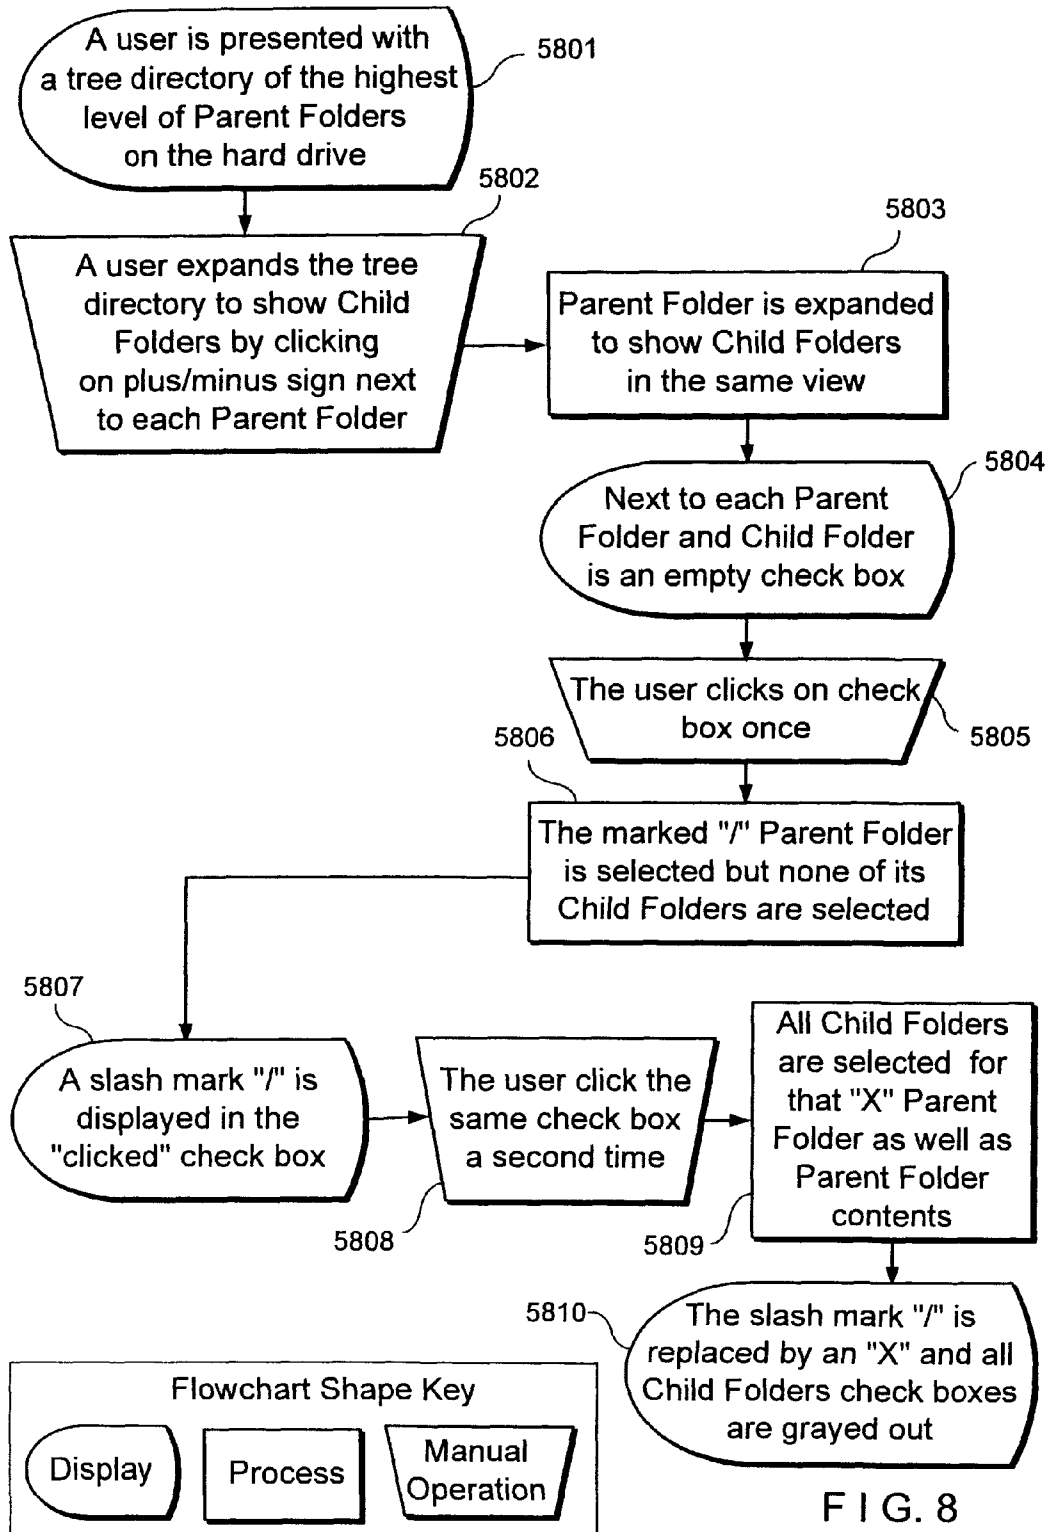 A user is presented with
a tree directory of the highest
level of Parent Folders
on the hard drive
5801
5802
A user expands the tree
directory to show Child
Folders by clicking
on plus/minus sign next
to each Parent Folder
5803
Parent Folder is expanded
to show Child Folders
in the same view
5804
Next to each Parent
Folder and Child Folder
is an empty check box
The user clicks on check
box once
5805
5806
The marked "/" Parent Folder
is selected but none of its
Child Folders are selected
5807
A slash mark "/" is
displayed in the
"clicked" check box
The user click the
same check box
a second time
5808
All Child Folders
are selected for
that "X" Parent
Folder as well as
Parent Folder
contents
5809
5810
The slash mark "/" is
replaced by an "X" and all
Child Folders check boxes
are grayed out
Flowchart Shape Key
Display
Process
Manual
Operation
F I G. 8